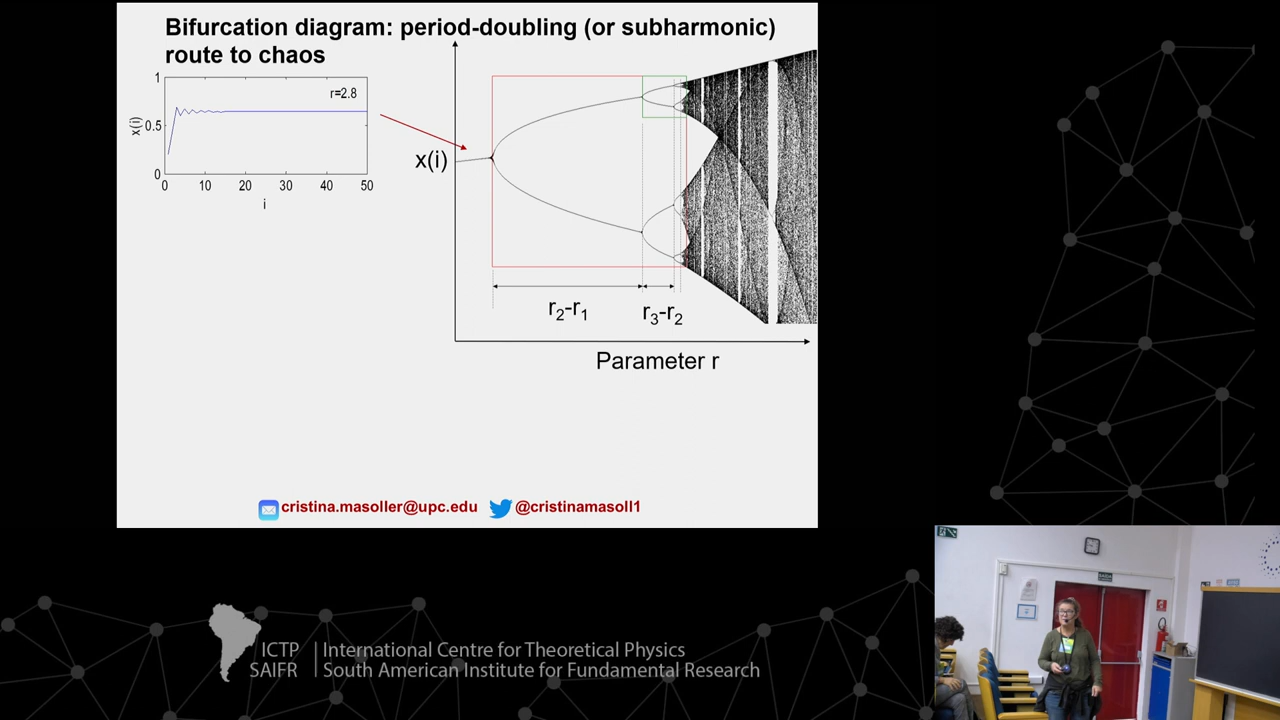 Bifurcation diagram: period-doubling (or subharmonic)
route to chaos
1
r=2.8
0.5
x(i)
0
0 10 20 30 40 50
i
x(i)
r2-r1
r3-r2
Parameter r
cristina.masoller@upc.edu @cristinamasoll1
ICTP International Centre for Theoretical Physics
SAIFR South American Institute for Fundamental Research